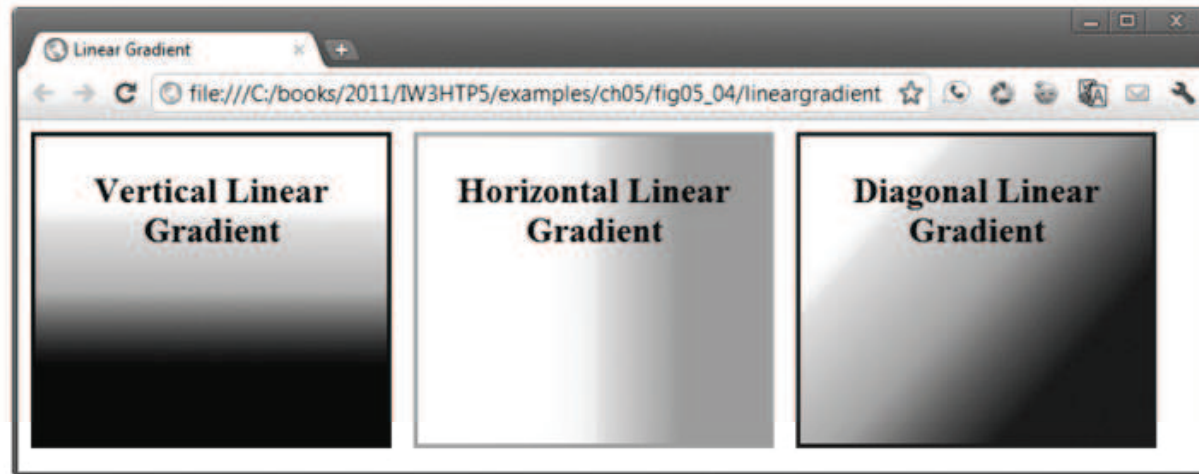 Linear Gradient
file:///C:/books/2011/IW3HTP5/examples/ch05/fig05_04/lineargradient
Vertical Linear
Gradient
Horizontal Linear
Gradient
Diagonal Linear
Gradient